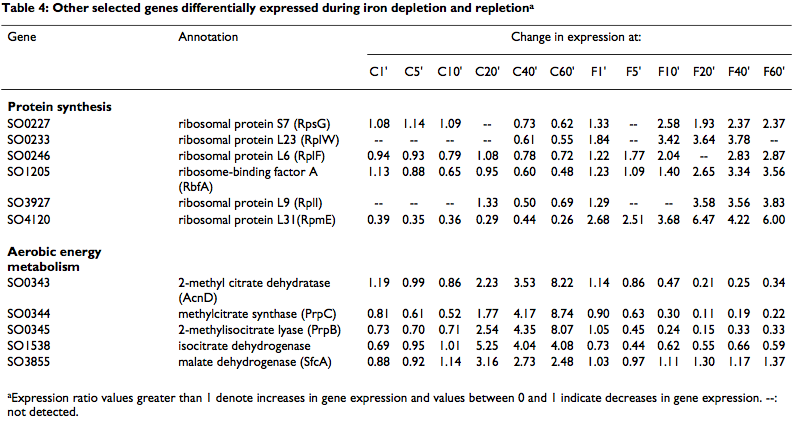 Table 4: Other selected genes differentially expressed during iron depletion and repletionᵃ
Gene Annotation Change in expression at:
C1' C5' C10' C20' C40' C60' F1' F5' F10' F20' F40' F60'
Protein synthesis
SO0227 ribosomal protein S7 (RpsG) 1.08 1.14 1.09 -- 0.73 0.62 1.33 -- 2.58 1.93 2.37 2.37
SO0233 ribosomal protein L23 (RplW) -- -- -- -- 0.61 0.55 1.84 -- 3.42 3.64 3.78 --
SO0246 ribosomal protein L6 (RplF) 0.94 0.93 0.79 1.08 0.78 0.72 1.22 1.77 2.04 -- 2.83 2.87
SO1205 ribosome-binding factor A 1.13 0.88 0.65 0.95 0.60 0.48 1.23 1.09 1.40 2.65 3.34 3.56
(RbfA)
SO3927 ribosomal protein L9 (RplI) -- -- -- 1.33 0.50 0.69 1.29 -- -- 3.58 3.56 3.83
SO4120 ribosomal protein L31(RpmE) 0.39 0.35 0.36 0.29 0.44 0.26 2.68 2.51 3.68 6.47 4.22 6.00
Aerobic energy
metabolism
SO0343 2-methyl citrate dehydratase 1.19 0.99 0.86 2.23 3.53 8.22 1.14 0.86 0.47 0.21 0.25 0.34
(AcnD)
SO0344 methylcitrate synthase (PrpC) 0.81 0.61 0.52 1.77 4.17 8.74 0.90 0.63 0.30 0.11 0.19 0.22
SO0345 2-methylisocitrate lyase (PrpB) 0.73 0.70 0.71 2.54 4.35 8.07 1.05 0.45 0.24 0.15 0.33 0.33
SO1538 isocitrate dehydrogenase 0.69 0.95 1.01 5.25 4.04 4.08 0.73 0.44 0.62 0.55 0.66 0.59
SO3855 malate dehydrogenase (SfcA) 0.88 0.92 1.14 3.16 2.73 2.48 1.03 0.97 1.11 1.30 1.17 1.37
ᵃExpression ratio values greater than 1 denote increases in gene expression and values between 0 and 1 indicate decreases in gene expression. --:
not detected.